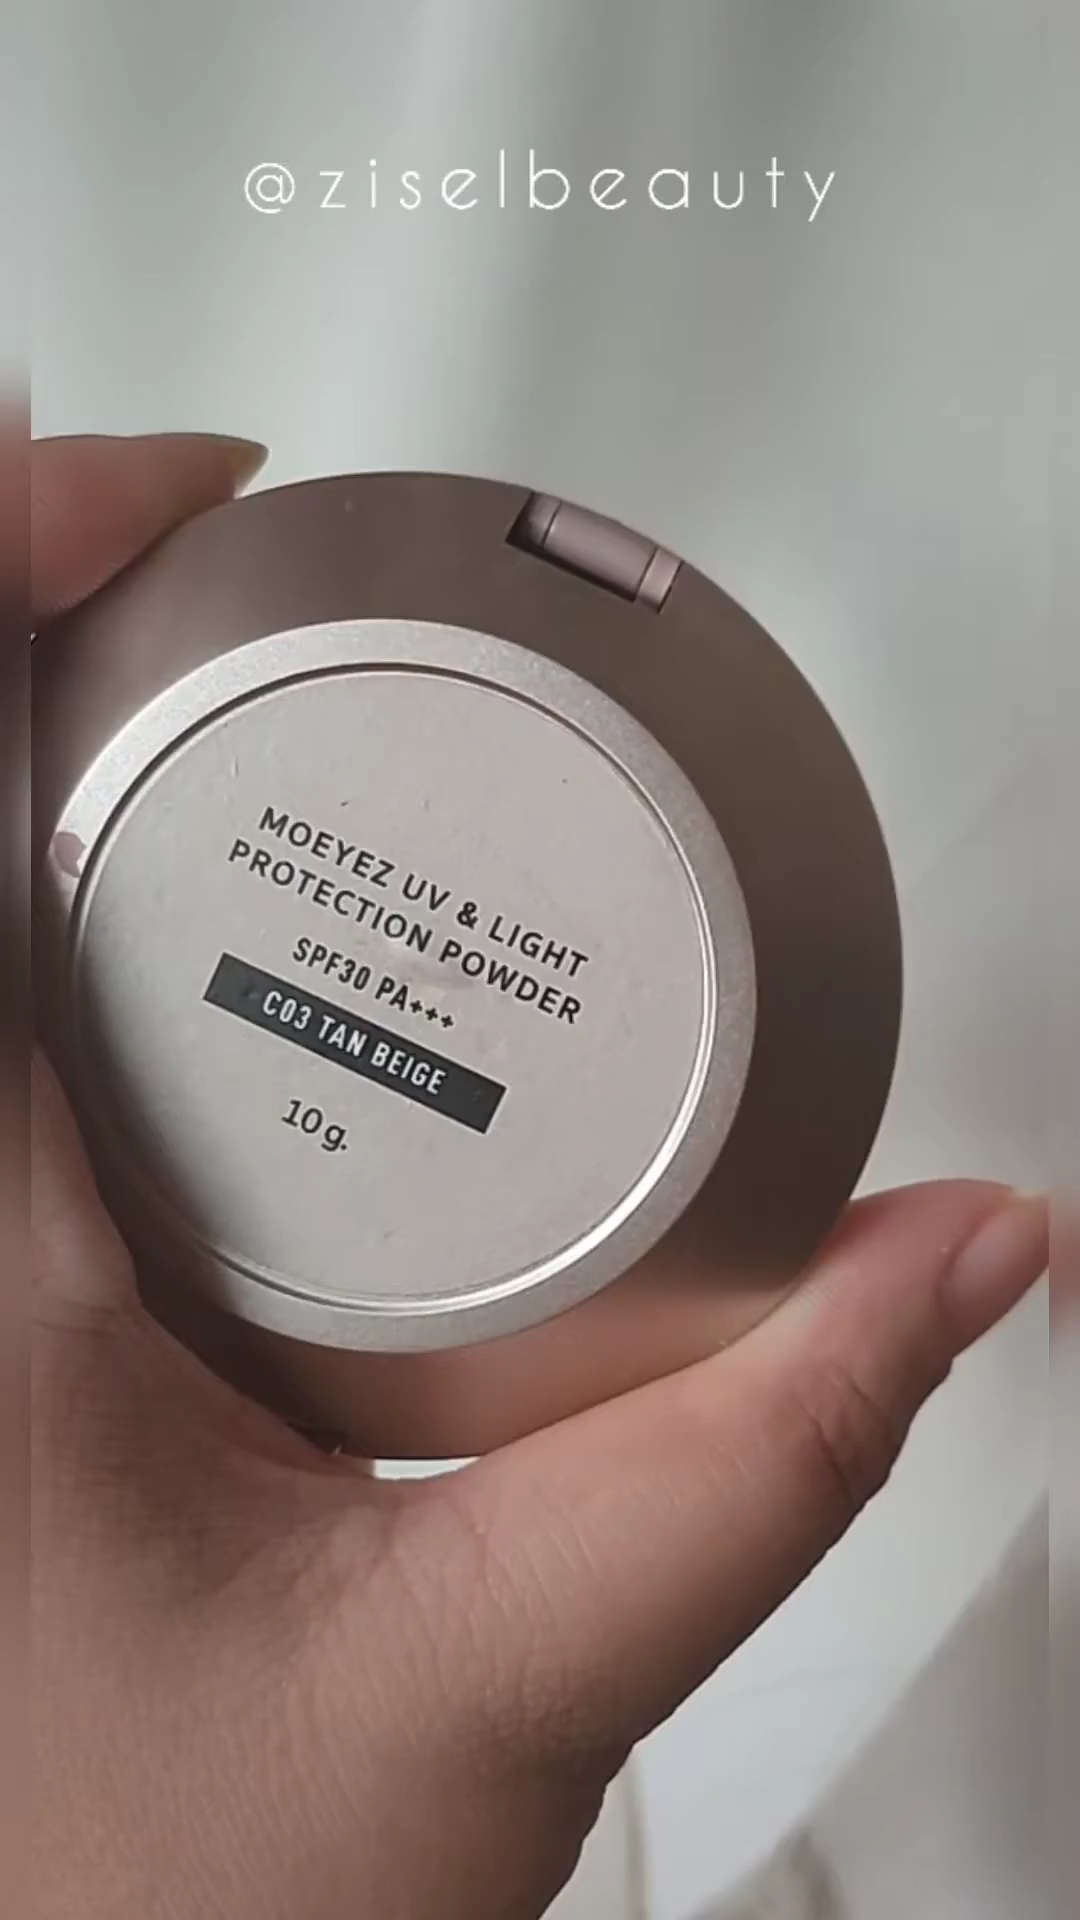 @ziselbeauty
MOEYEZ UV & LIGHT
PROTECTION POWDER
SPF30 PA+++
C03 TAN BEIGE
10g.